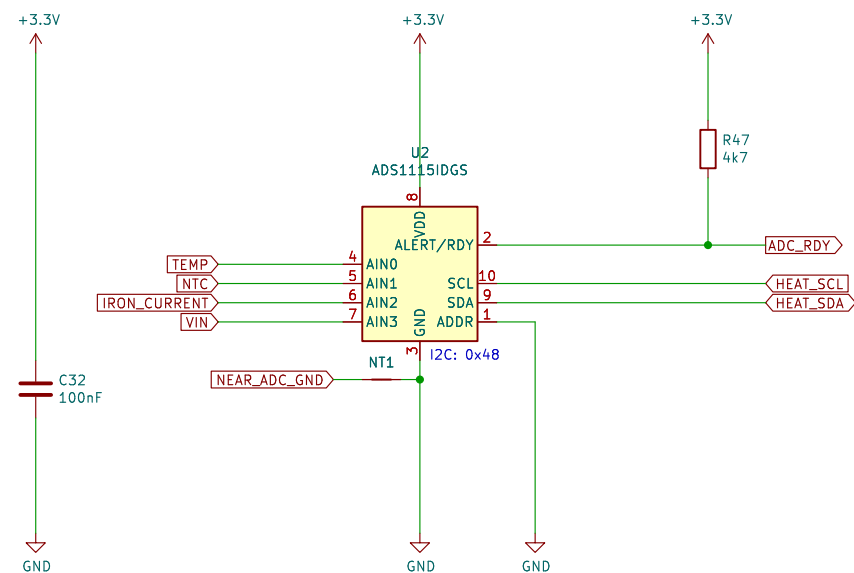 +3.3V
+3.3V
+3.3V
R47
4k7
U2
ADS1115IDGS
8
VDD
ALERT/RDY
2
ADC_RDY
TEMP
4
AIN0
NTC
5
AIN1
SCL
10
HEAT_SCL
IRON_CURRENT
6
AIN2
SDA
9
HEAT_SDA
VIN
7
AIN3
GND
ADDR
1
3
I2C: 0x48
NT1
NEAR_ADC_GND
C32
100nF
GND
GND
GND